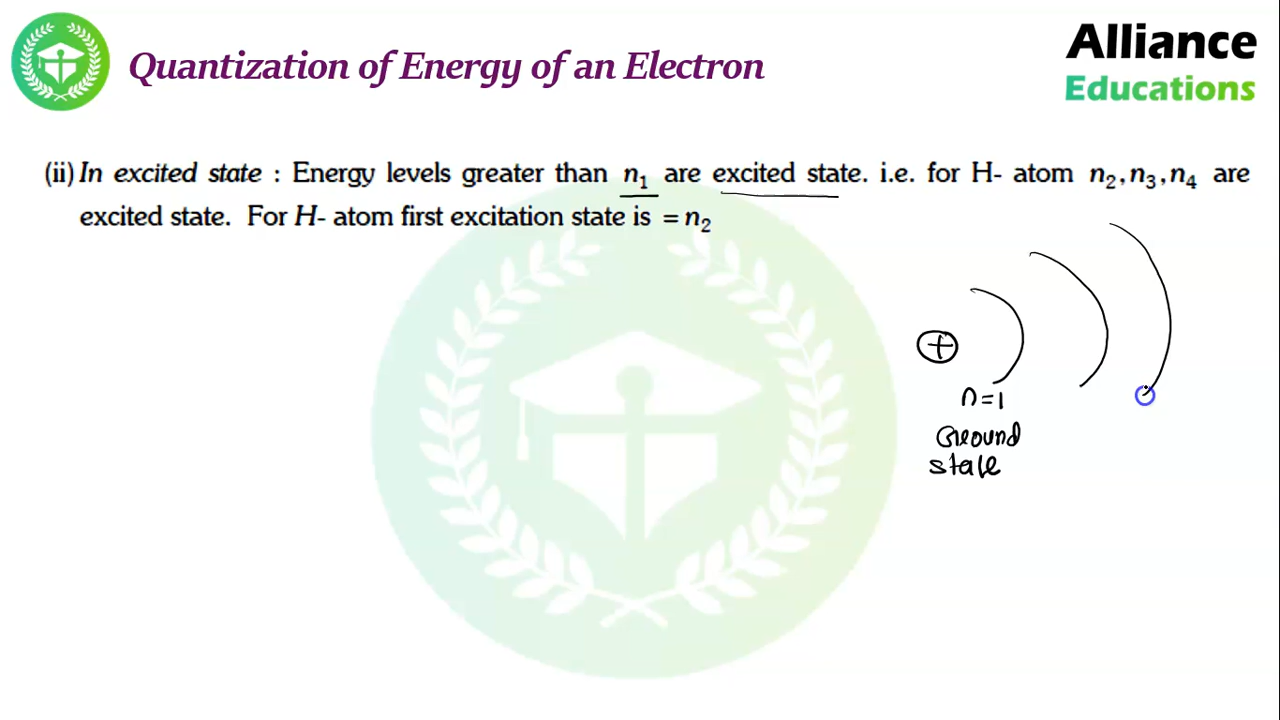 Quantization of Energy of an Electron
Alliance
Educations
(ii) In excited state : Energy levels greater than n₁ are excited state. i.e. for H- atom n₂, n₃, n₄ are
excited state. For H- atom first excitation state is = n₂
+
n=1
Ground
state